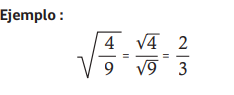 Ejemplo :
√(4/9) = √4/√9 = 2/3